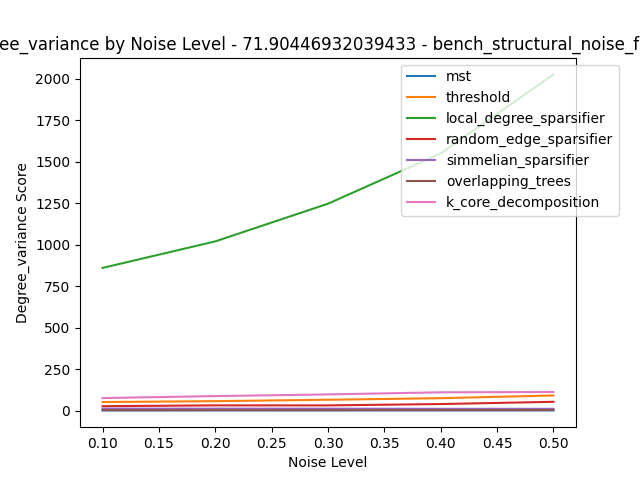 ee_variance by Noise Level - 71.90446932039433 - bench_structural_noise_f
Degree_variance Score
2000
1750
1500
1250
1000
750
500
250
0
mst
threshold
local_degree_sparsifier
random_edge_sparsifier
simmelian_sparsifier
overlapping_trees
k_core_decomposition
0.10 0.15 0.20 0.25 0.30 0.35 0.40 0.45 0.50
Noise Level